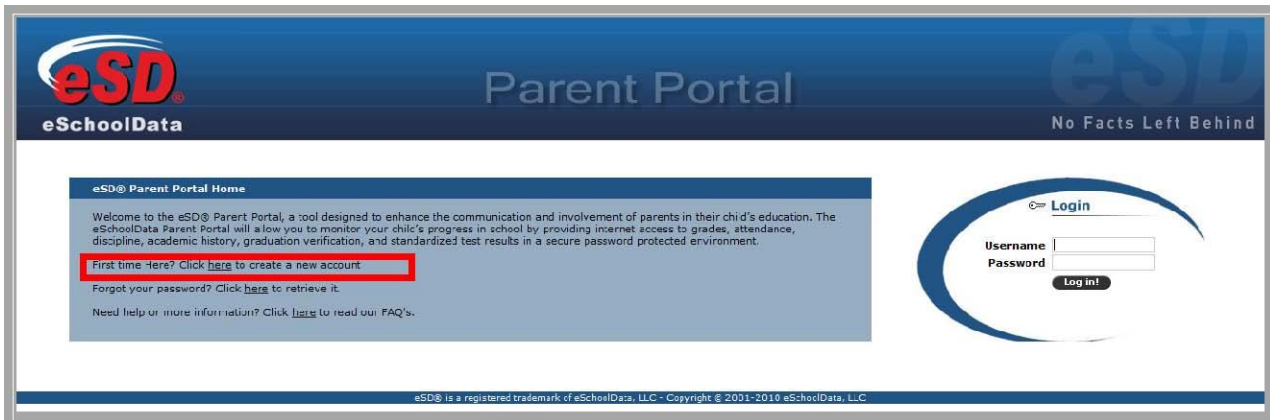 eSD®
eSchoolData
Parent Portal
eSD
No Facts Left Behind
eSD® Parent Portal Home
Welcome to the eSD® Parent Portal, a tool designed to enhance the communication and involvement of parents in their child's education. The
eSchoolData Parent Portal will allow you to monitor your child's progress in school by providing internet access to grades, attendance,
discipline, academic history, graduation verification, and standardized test results in a secure password protected environment.
First time Here? Click here to create a new account
Forgot your password? Click here to retrieve it.
Need help or more information? Click here to read our FAQ's.
Login
Username
Password
Log in!
eSD® is a registered trademark of eSchoolData, LLC - Copyright © 2001-2010 eSchoolData, LLC